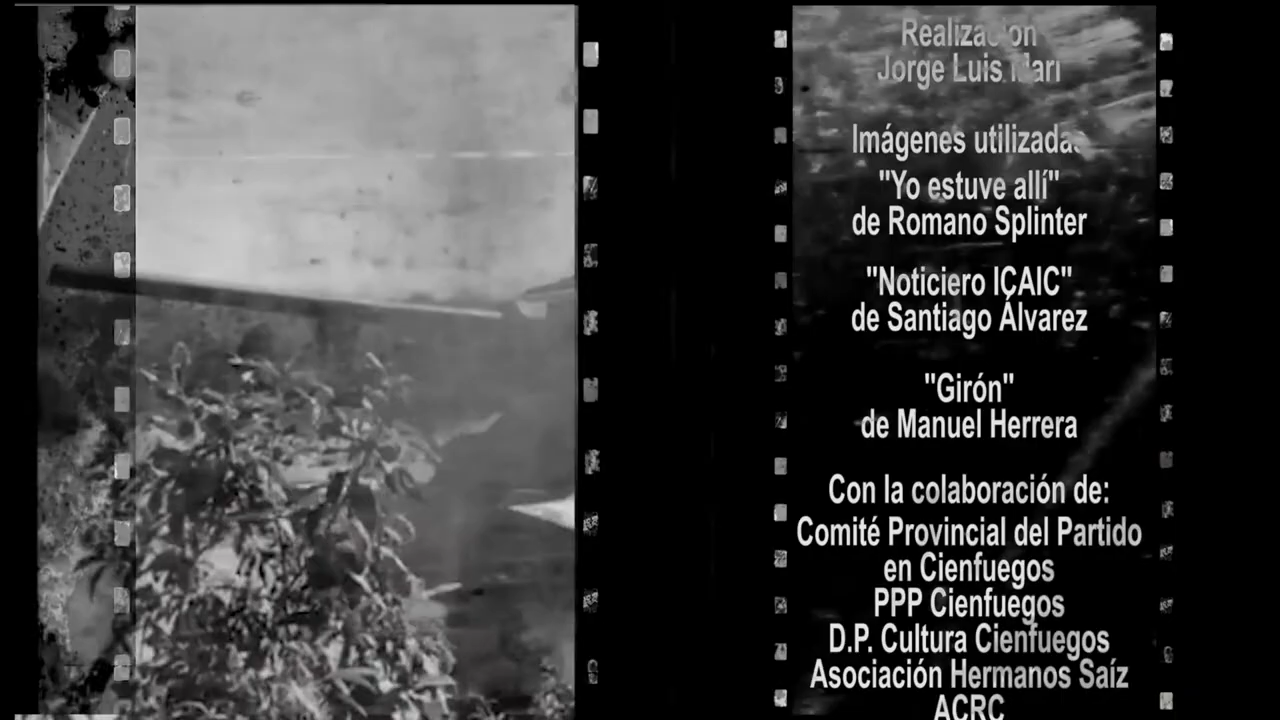 Realizacion
Jorge Luis
Imágenes utilizadas
"Yo estuve allí"
de Romano Splinter
"Noticiero ICAIC"
de Santiago Álvarez
"Girón"
de Manuel Herrera
Con la colaboración de:
Comité Provincial del Partido
en Cienfuegos
PPP Cienfuegos
D.P. Cultura Cienfuegos
Asociación Hermanos Saíz
ACRC